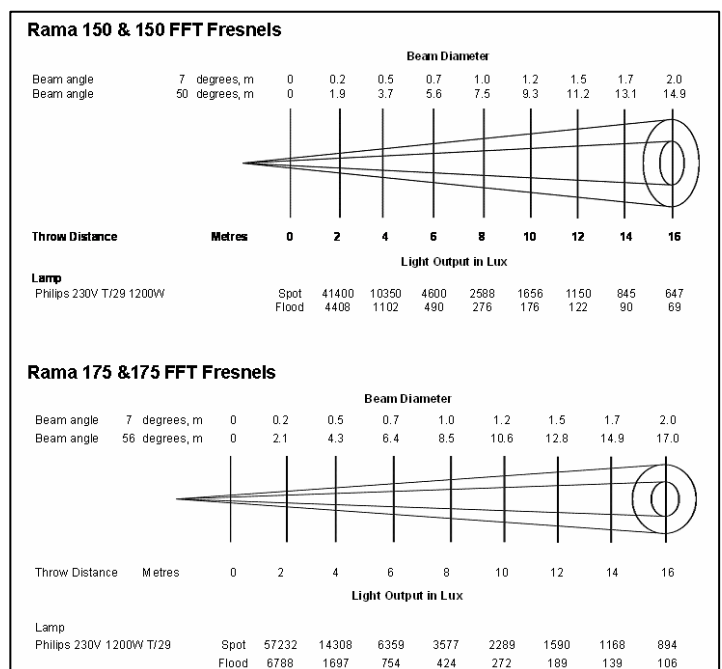 Rama 150 & 150 FFT Fresnels
Beam Diameter
Beam angle 7 degrees, m 0 0.2 0.5 0.7 1.0 1.2 1.5 1.7 2.0
Beam angle 50 degrees, m 0 1.9 3.7 5.6 7.5 9.3 11.2 13.1 14.9
Throw Distance Metres 0 2 4 6 8 10 12 14 16
Light Output in Lux
Lamp
Philips 230V T/29 1200W Spot 41400 10350 4600 2588 1656 1150 845 647
Flood 4408 1102 490 276 176 122 90 69
Rama 175 &175 FFT Fresnels
Beam Diameter
Beam angle 7 degrees, m 0 0.2 0.5 0.7 1.0 1.2 1.5 1.7 2.0
Beam angle 56 degrees, m 0 2.1 4.3 6.4 8.5 10.6 12.8 14.9 17.0
Throw Distance Metres 0 2 4 6 8 10 12 14 16
Light Output in Lux
Lamp
Philips 230V 1200W T/29 Spot 57232 14308 6359 3577 2289 1590 1168 894
Flood 6788 1697 754 424 272 189 139 106